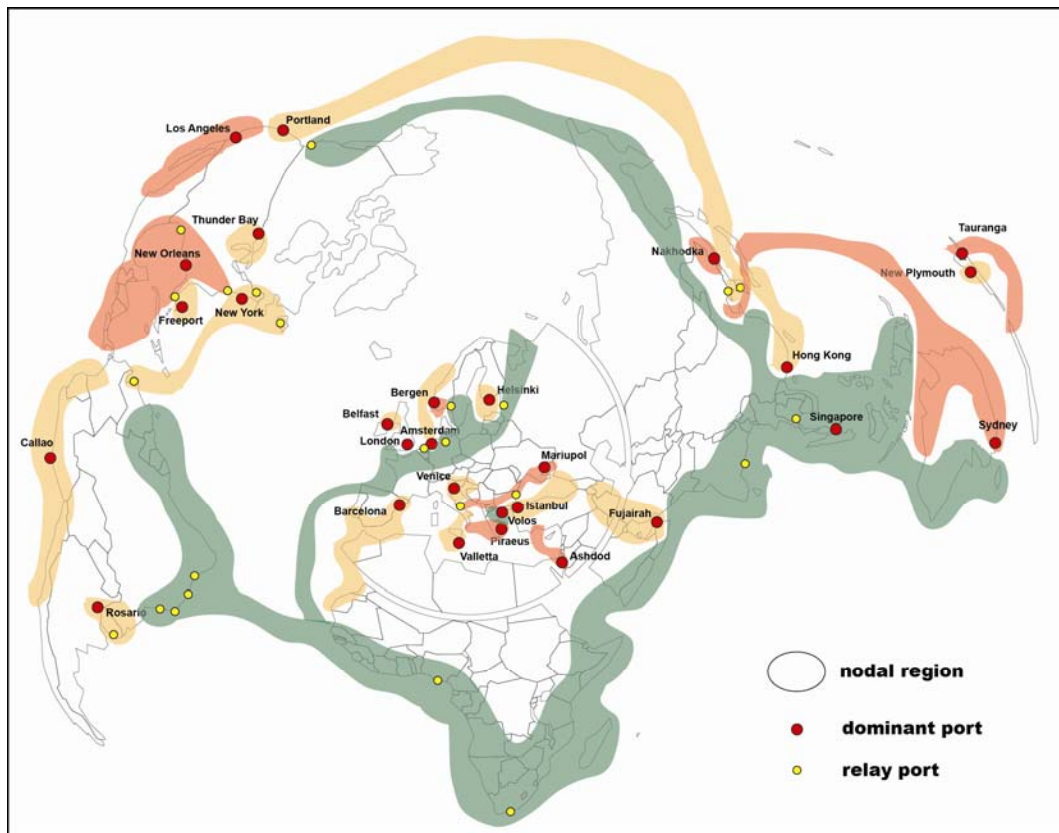 Portland
Los Angeles
Thunder Bay
Tauranga
Nakhodka
New Orleans
New Plymouth
Freeport
New York
Hong Kong
Bergen
Helsinki
Belfast
Amsterdam
Singapore
Callao
London
Sydney
Mariupol
Venice
Barcelona
Istanbul
Fujairah
Volos
Piraeus
Valletta
Ashdod
Rosario
nodal region
dominant port
relay port